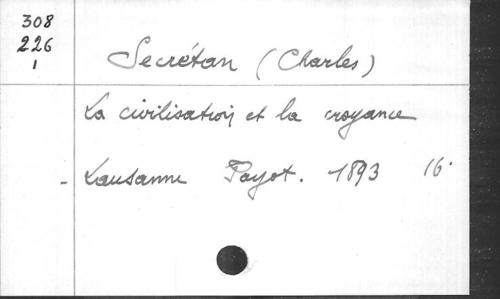 308
226
1
Secrétan (Charles)
La civilisation et la croyance
- Lausanne Payot. 1893 16°